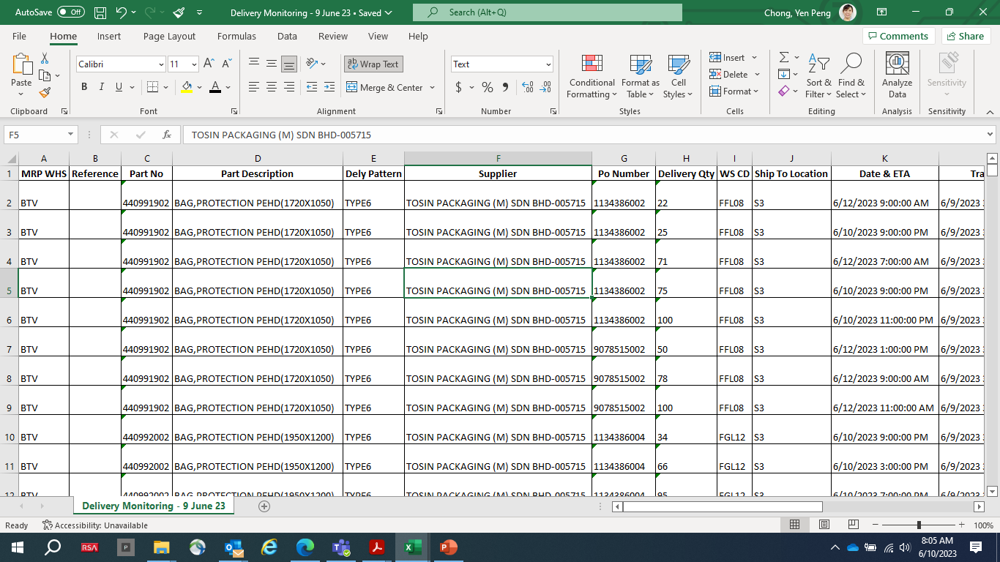 AutoSave Off Delivery Monitoring - 9 June 23 • Saved Search (Alt+Q) Chong, Yen Peng
File Home Insert Page Layout Formulas Data Review View Help Comments Share
Paste Calibri 11 Wrap Text Text Conditional Formatting Format as Table Cell Styles Insert Delete Format Sort & Filter Find & Select Analyze Data Sensitivity
B I U A Merge & Center $ %
Clipboard Font Alignment Number Styles Cells Editing Analysis Sensitivity
F5 fx TOSIN PACKAGING (M) SDN BHD-005715
A B C D E F G H I J K
1 MRP WHS Reference Part No Part Description Dely Pattern Supplier Po Number Delivery Qty WS CD Ship To Location Date & ETA Tra
2 BTV 440991902 BAG,PROTECTION PEHD(1720X1050) TYPE6 TOSIN PACKAGING (M) SDN BHD-005715 1134386002 22 FFL08 S3 6/12/2023 9:00:00 AM 6/9/2023
3 BTV 440991902 BAG,PROTECTION PEHD(1720X1050) TYPE6 TOSIN PACKAGING (M) SDN BHD-005715 1134386002 25 FFL08 S3 6/10/2023 9:00:00 PM 6/9/2023
4 BTV 440991902 BAG,PROTECTION PEHD(1720X1050) TYPE6 TOSIN PACKAGING (M) SDN BHD-005715 1134386002 71 FFL08 S3 6/12/2023 7:00:00 AM 6/9/2023
5 BTV 440991902 BAG,PROTECTION PEHD(1720X1050) TYPE6 TOSIN PACKAGING (M) SDN BHD-005715 1134386002 75 FFL08 S3 6/10/2023 9:00:00 PM 6/9/2023
6 BTV 440991902 BAG,PROTECTION PEHD(1720X1050) TYPE6 TOSIN PACKAGING (M) SDN BHD-005715 1134386002 100 FFL08 S3 6/10/2023 11:00:00 PM 6/9/2023
7 BTV 440991902 BAG,PROTECTION PEHD(1720X1050) TYPE6 TOSIN PACKAGING (M) SDN BHD-005715 9078515002 50 FFL08 S3 6/12/2023 1:00:00 PM 6/9/2023
8 BTV 440991902 BAG,PROTECTION PEHD(1720X1050) TYPE6 TOSIN PACKAGING (M) SDN BHD-005715 9078515002 78 FFL08 S3 6/12/2023 9:00:00 AM 6/9/2023
9 BTV 440991902 BAG,PROTECTION PEHD(1720X1050) TYPE6 TOSIN PACKAGING (M) SDN BHD-005715 9078515002 100 FFL08 S3 6/12/2023 11:00:00 AM 6/9/2023
10 BTV 440992002 BAG,PROTECTION PEHD(1950X1200) TYPE6 TOSIN PACKAGING (M) SDN BHD-005715 1134386004 34 FGL12 S3 6/10/2023 9:00:00 PM 6/9/2023
11 BTV 440992002 BAG,PROTECTION PEHD(1950X1200) TYPE6 TOSIN PACKAGING (M) SDN BHD-005715 1134386004 66 FGL12 S3 6/10/2023 3:00:00 PM 6/9/2023
12 BTV 440992002 BAG,PROTECTION PEHD(1950X1200) TYPE6 TOSIN PACKAGING (M) SDN BHD-005715 1134386004 95 FGL12 S3 6/10/2023 7:00:00 PM 6/9/2023
Delivery Monitoring - 9 June 23
Ready Accessibility: Unavailable 100%
RSA P 8:05 AM
6/10/2023